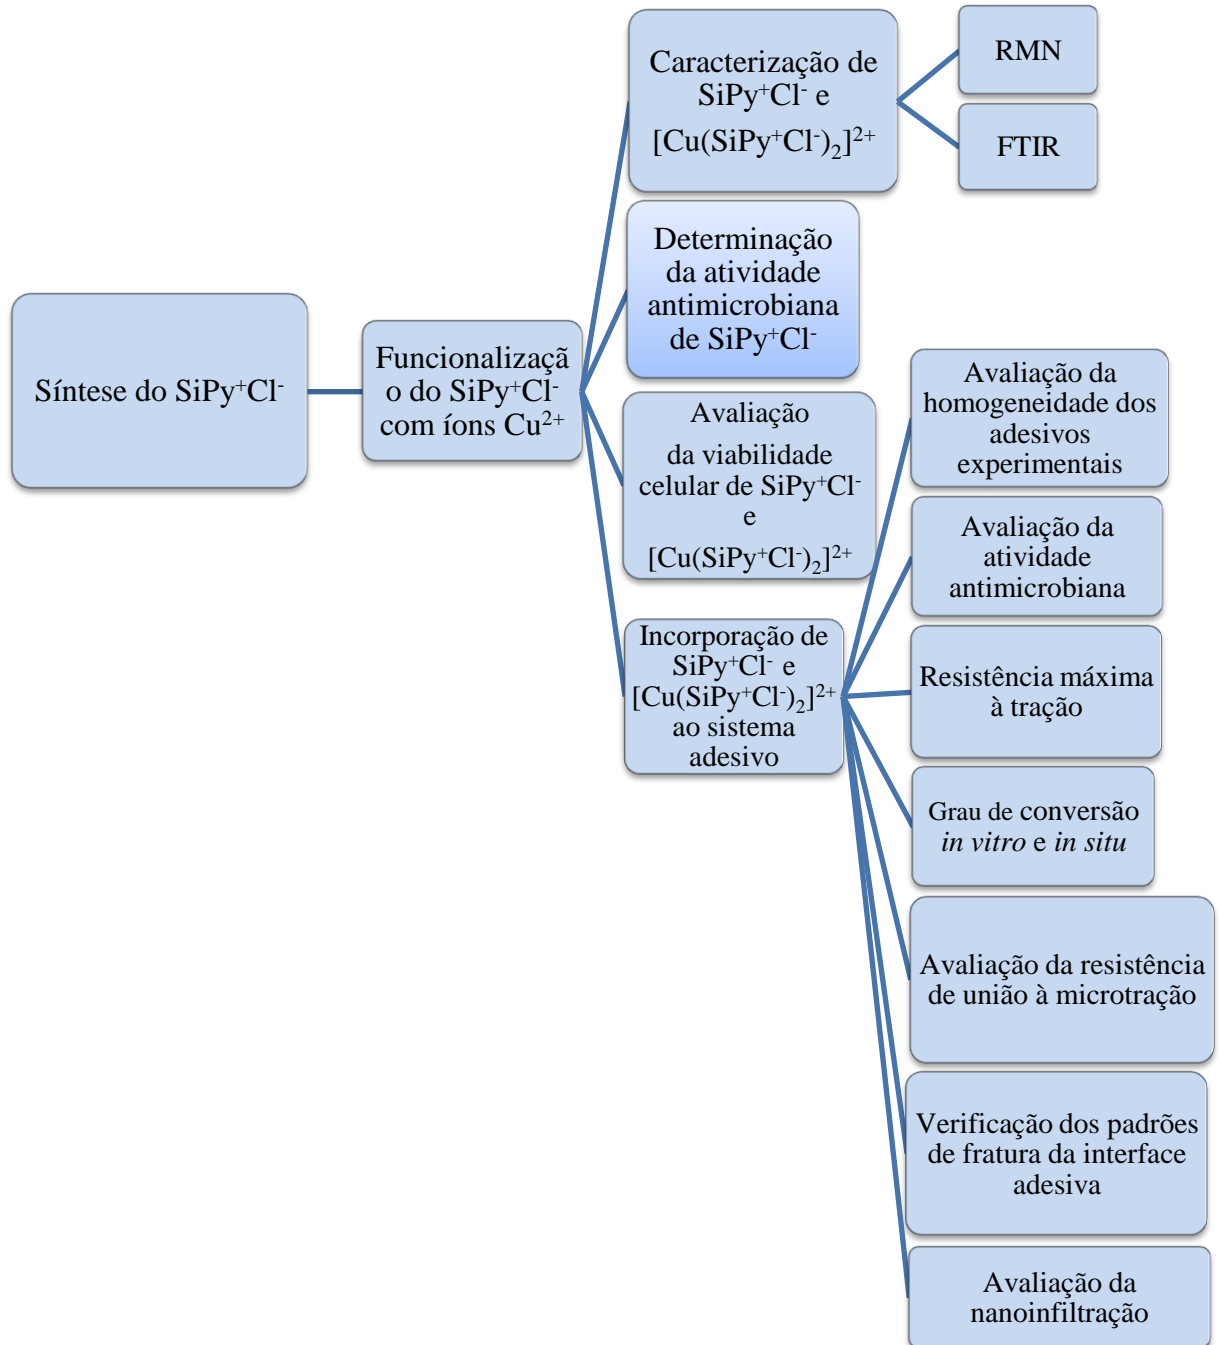 Síntese do SiPy⁺Cl⁻
Funcionalizaçã
o do SiPy⁺Cl⁻
com íons Cu²⁺
Caracterização de
SiPy⁺Cl⁻ e
[Cu(SiPy⁺Cl⁻)₂]²⁺
RMN
FTIR
Determinação
da atividade
antimicrobiana
de SiPy⁺Cl⁻
Avaliação
da viabilidade
celular de SiPy⁺Cl⁻
e
[Cu(SiPy⁺Cl⁻)₂]²⁺
Incorporação de
SiPy⁺Cl⁻ e
[Cu(SiPy⁺Cl⁻)₂]²⁺
ao sistema
adesivo
Avaliação da
homogeneidade dos
adesivos
experimentais
Avaliação da
atividade
antimicrobiana
Resistência máxima
à tração
Grau de conversão
in vitro e in situ
Avaliação da resistência
de união à microtração
Verificação dos padrões
de fratura da interface
adesiva
Avaliação da
nanoinfiltração